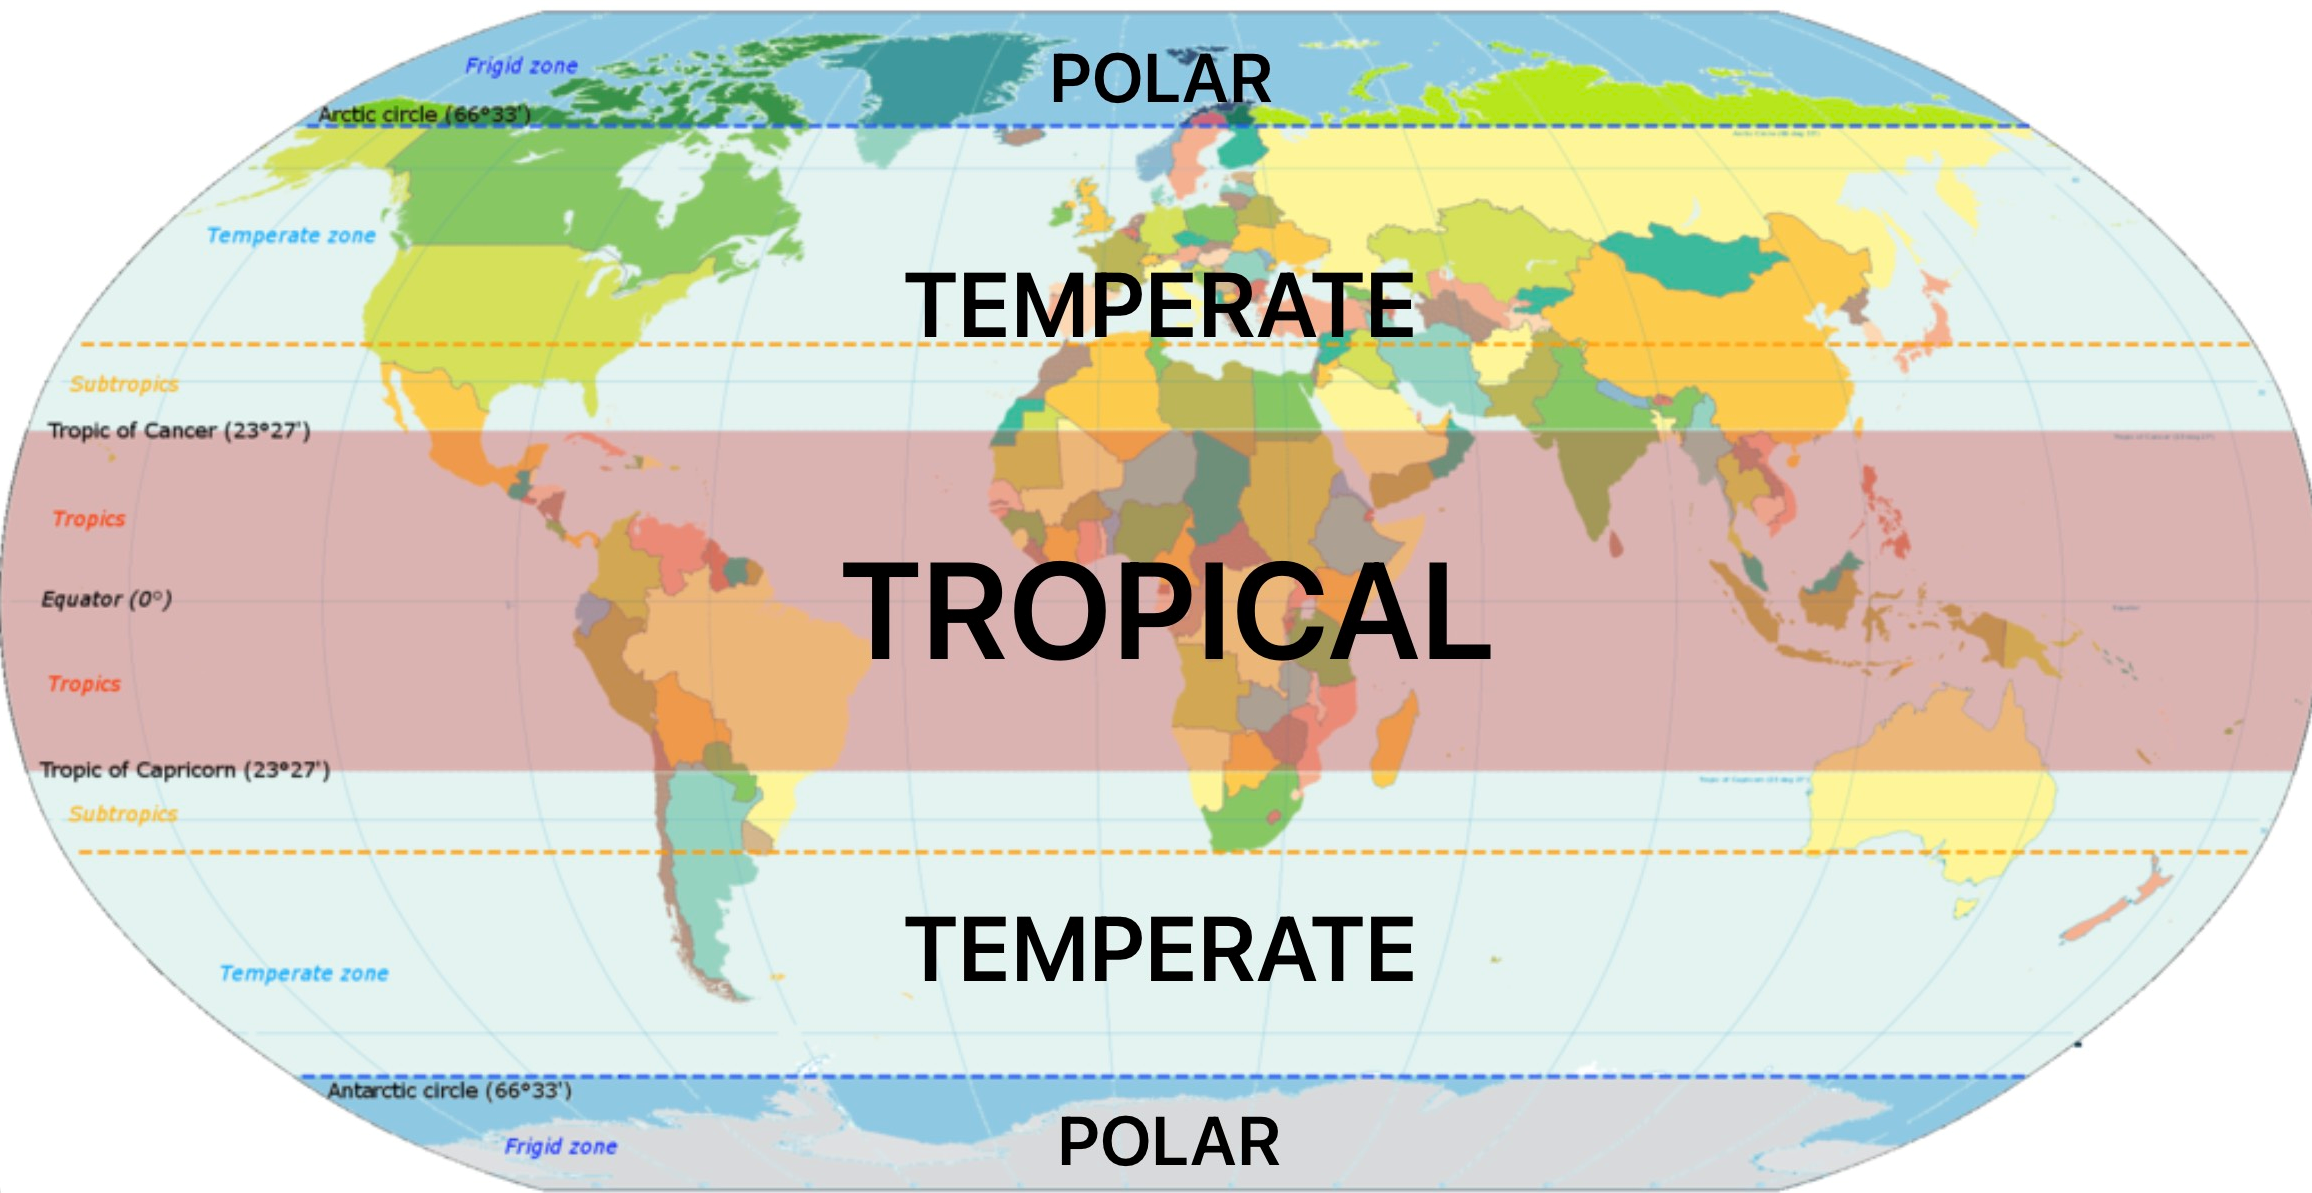 Frigid zone
POLAR
Arctic circle (66°33')
Temperate zone
TEMPERATE
Subtropics
Tropic of Cancer (23°27')
Tropics
Equator (0°)
TROPICAL
Tropics
Tropic of Capricorn (23°27')
Subtropics
TEMPERATE
Temperate zone
Antarctic circle (66°33')
Frigid zone
POLAR